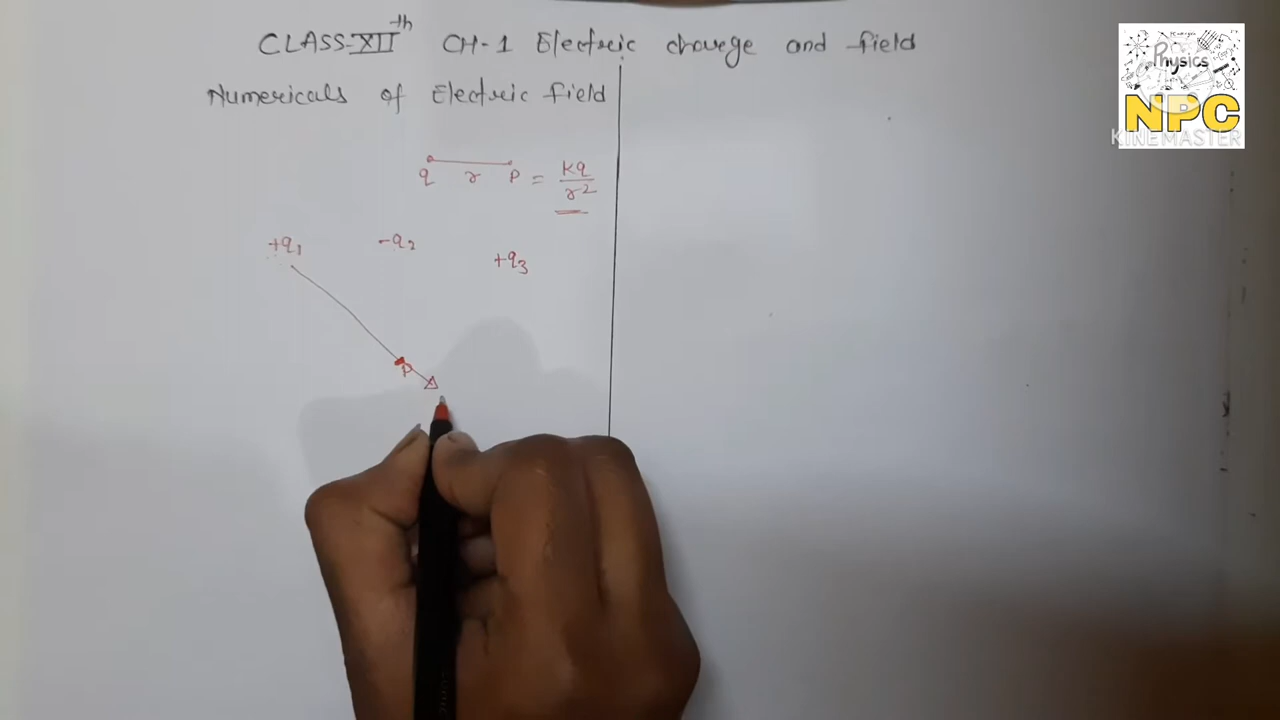 CLASS-XIIth CH-1 Electric charge and field
Numericals of Electric field
q r P = Kq/r²
+q₁ -q₂ +q₃
P
Physics
NPC
KINEMASTER